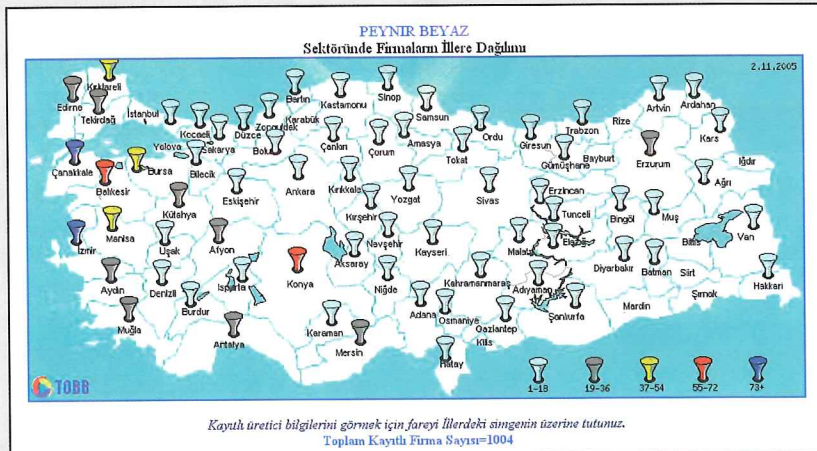 PEYNIR BEYAZ
Sektöründe Firmaların İllere Dağılımı
2.11.2005
Kırklareli
Edirne
Tekirdağ
İstanbul
Kocaeli
Yolova
Sakarya
Düzce
Zonguldak
Bolu
Bartın
Karabük
Kastamonu
Sinop
Samsun
Çankırı
Çorum
Amasya
Tokat
Ordu
Giresun
Trabzon
Gümüşhane
Bayburt
Rize
Artvin
Ardahan
Kars
Erzurum
Iğdır
Ağrı
Çanakkale
Balıkesir
Bursa
Bilecik
Kütahya
Eskişehir
Ankara
Kırıkkale
Kırşehir
Yozgat
Sivas
Erzincan
Tunceli
Bingöl
Muş
Van
Bitlis
İzmir
Manisa
Uşak
Afyon
Konya
Aksaray
Nevşehir
Kayseri
Malatya
Elazığ
Diyarbakır
Batman
Siirt
Hakkari
Aydın
Denizli
Isparta
Burdur
Muğla
Antalya
Karaman
Mersin
Niğde
Adana
Kahramanmaraş
Osmaniye
Gaziantep
Kilis
Hatay
Adıyaman
Şanlıurfa
Mardin
Şırnak
1-18
19-36
37-54
55-72
73+
TOBB
Kayıtlı üretici bilgilerini görmek için fareyi İllerdeki simgenin üzerine tutunuz.
Toplam Kayıtlı Firma Sayısı=1004